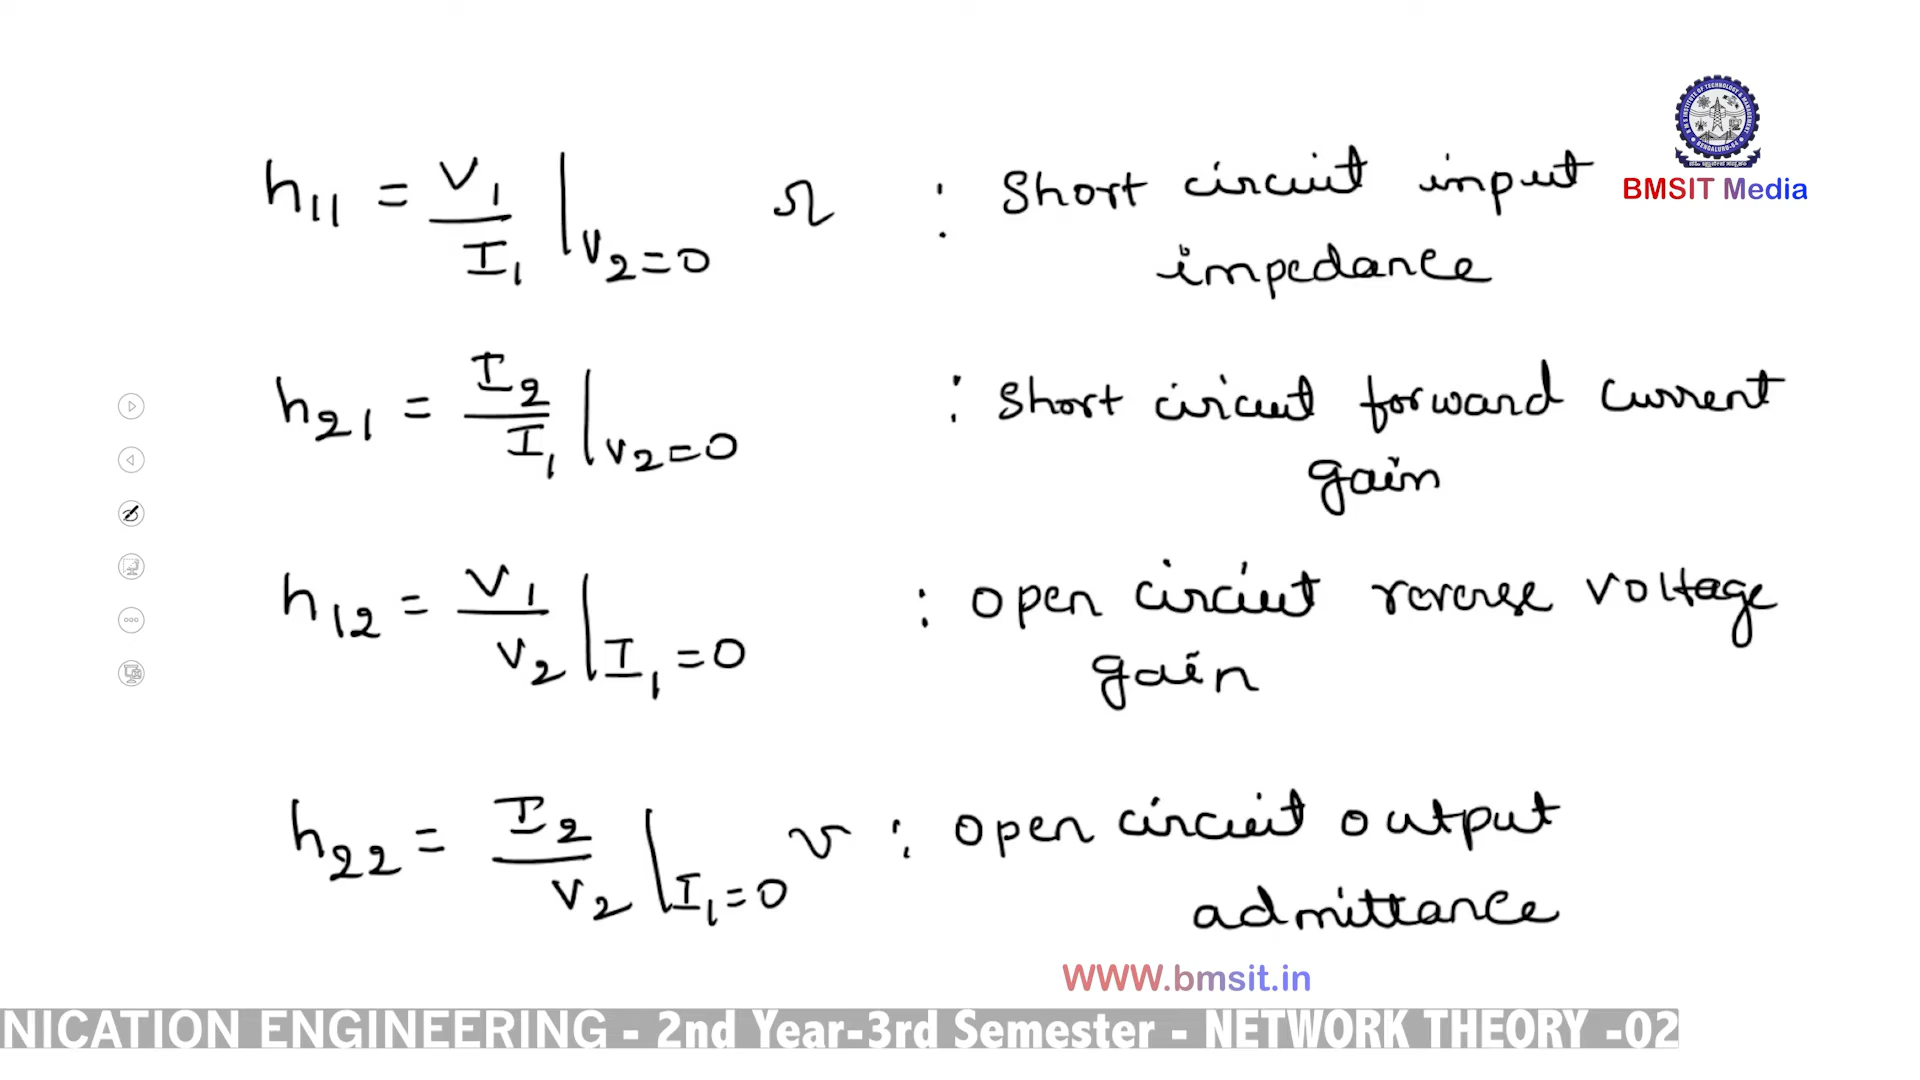 h11 = V1/I1 |V2=0 Ω : Short circuit input
impedance
h21 = I2/I1 |V2=0 : Short circuit forward current
gain
h12 = V1/V2 |I1=0 : open circuit reverse voltage
gain
h22 = I2/V2 |I1=0 ℧ : open circuit output
admittance
BMSIT Media
WWW.bmsit.in
NICATION ENGINEERING - 2nd Year-3rd Semester - NETWORK THEORY -02